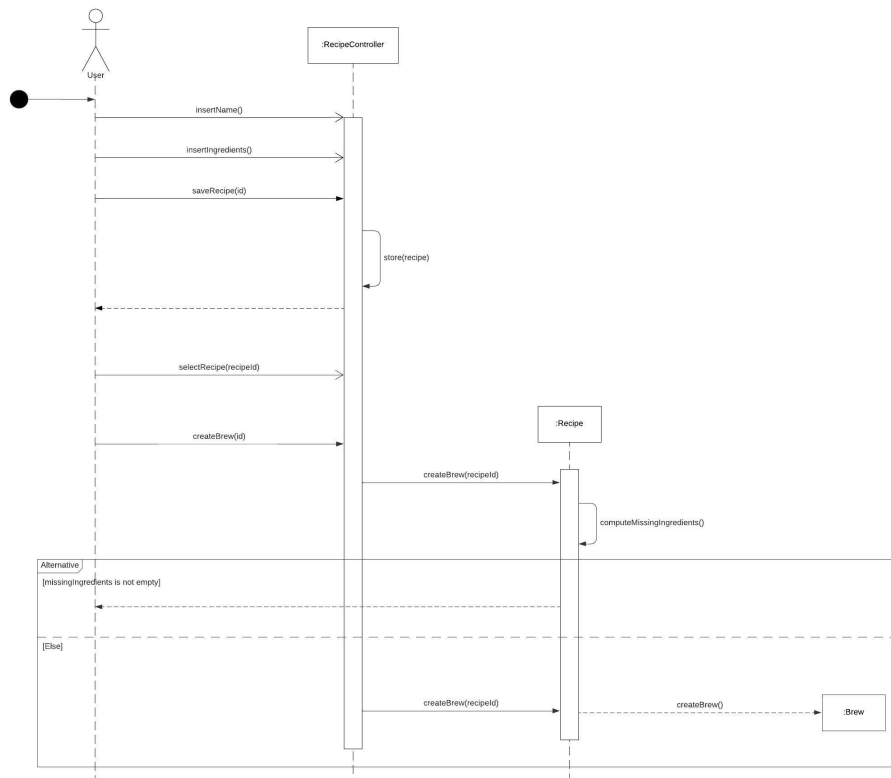 :RecipeController
User
insertName()
insertIngredients()
saveRecipe(id)
store(recipe)
selectRecipe(recipeId)
:Recipe
createBrew(id)
createBrew(recipeId)
computeMissingIngredients()
Alternative
[missingIngredients is not empty]
[Else]
createBrew(recipeId)
createBrew()
:Brew